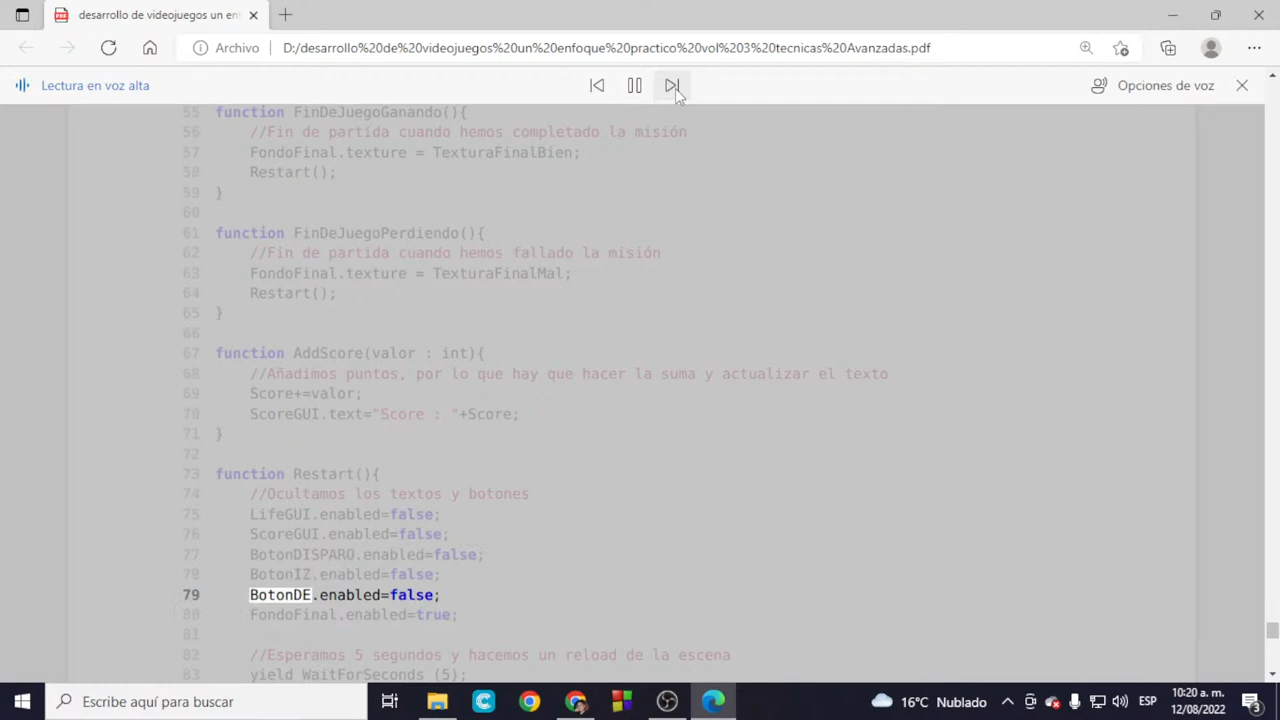 desarrollo de videojuegos un en
Archivo
D:/desarrollo%20de%20videojuegos%20un%20enfoque%20practico%20vol%203%20tecnicas%20Avanzadas.pdf
Lectura en voz alta
Opciones de voz
55 function FinDeJuegoGanando(){
56 //Fin de partida cuando hemos completado la misión
57 FondoFinal.texture = TexturaFinalBien;
58 Restart();
59 }
60
61 function FinDeJuegoPerdiendo(){
62 //Fin de partida cuando hemos fallado la misión
63 FondoFinal.texture = TexturaFinalMal;
64 Restart();
65 }
66
67 function AddScore(valor : int){
68 //Añadimos puntos, por lo que hay que hacer la suma y actualizar el texto
69 Score+=valor;
70 ScoreGUI.text="Score : "+Score;
71 }
72
73 function Restart(){
74 //Ocultamos los textos y botones
75 LifeGUI.enabled=false;
76 ScoreGUI.enabled=false;
77 BotonDISPARO.enabled=false;
78 BotonIZ.enabled=false;
79 BotonDE.enabled=false;
80 FondoFinal.enabled=true;
81
82 //Esperamos 5 segundos y hacemos un reload de la escena
83 yield WaitForSeconds (5);
Escribe aquí para buscar
16°C Nublado
ESP
10:20 a. m.
12/08/2022
3